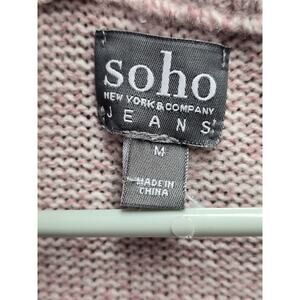 soho
NEW YORK & COMPANY
JEANS
M
MADE IN
CHINA